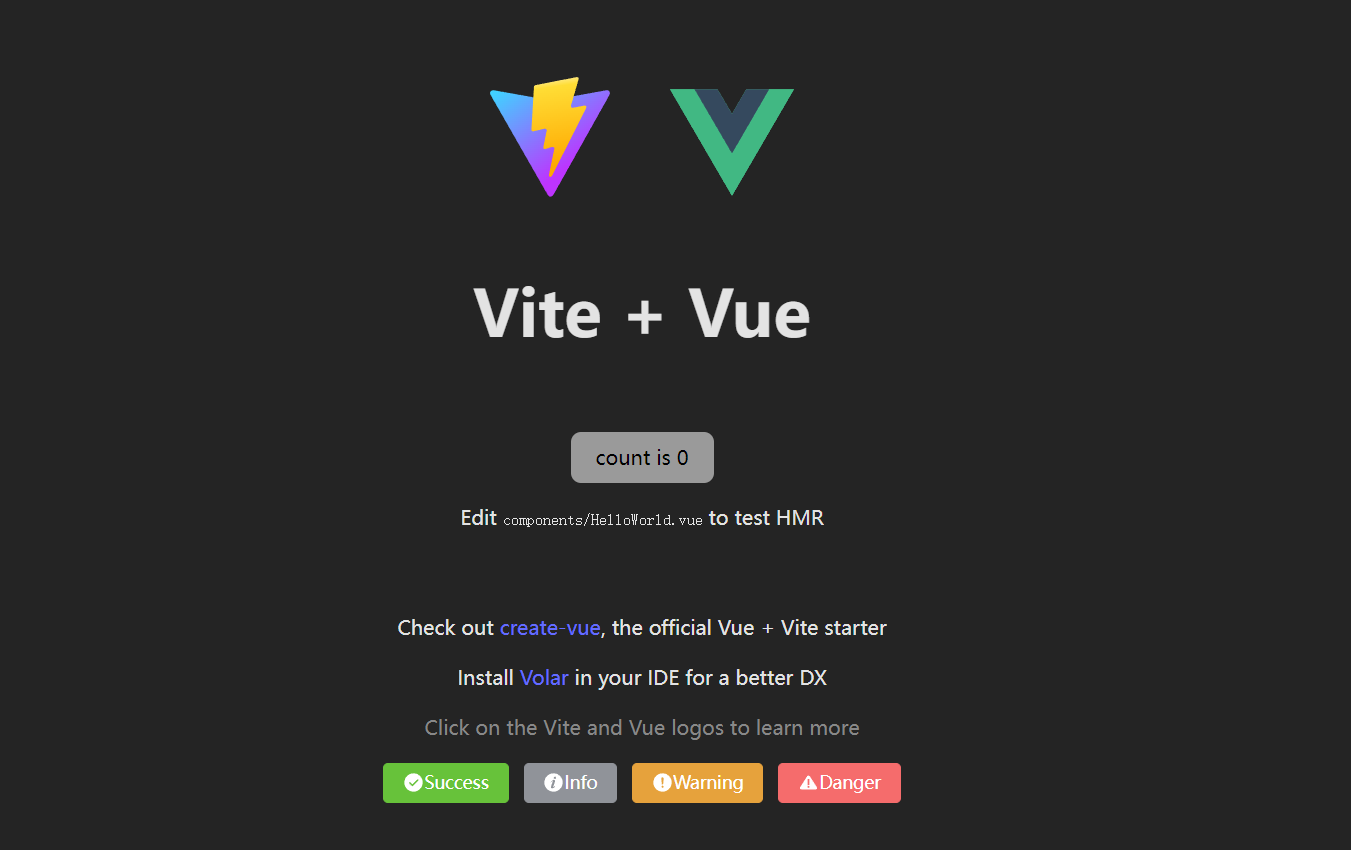 Vite + Vue
count is 0
Edit components/HelloWorld.vue to test HMR
Check out create-vue, the official Vue + Vite starter
Install Volar in your IDE for a better DX
Click on the Vite and Vue logos to learn more
Success Info Warning Danger